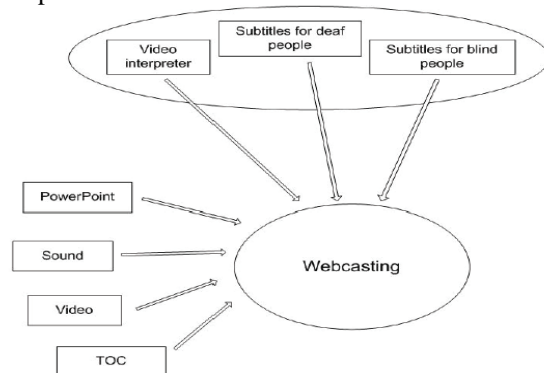 Video
interpreter
Subtitles for deaf
people
Subtitles for blind
people
PowerPoint
Sound
Video
TOC
Webcasting